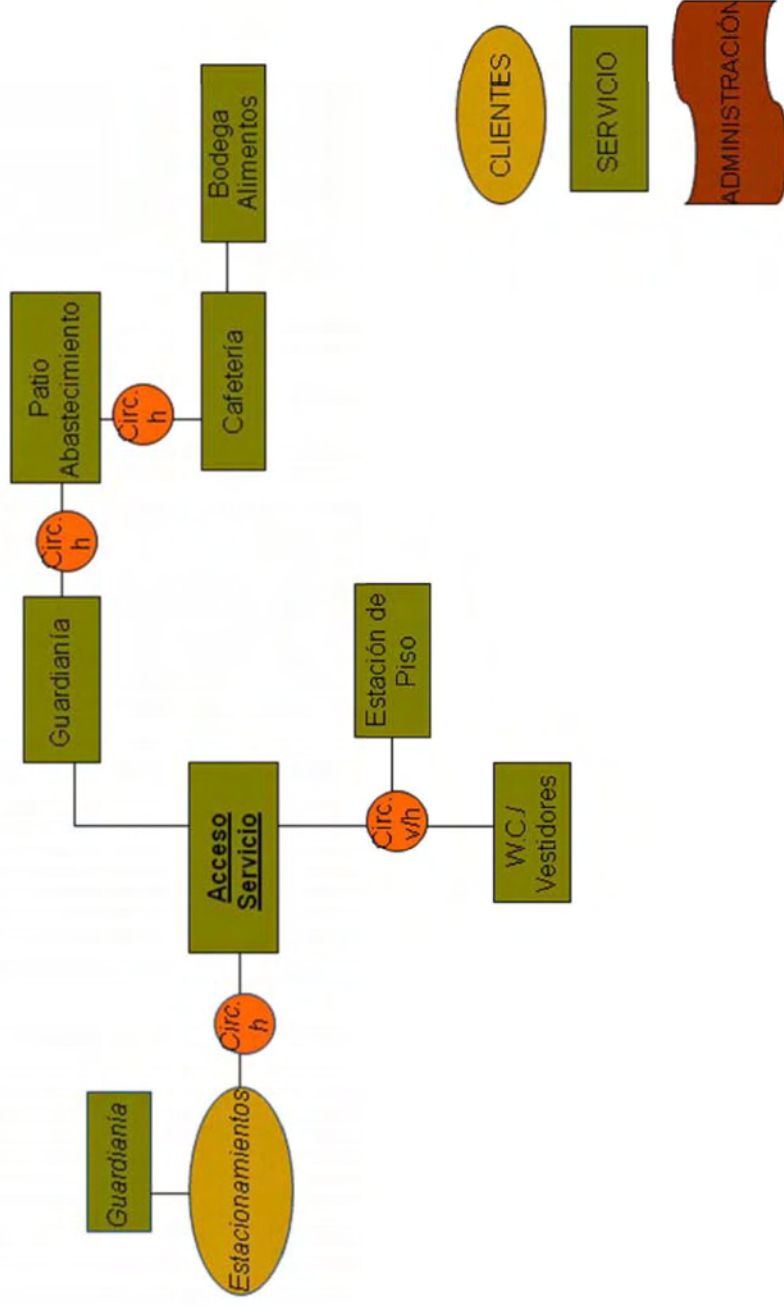 Guardianía
Circ.
h
Patio
Abastecimiento
Guardianía
Circ.
h
Estacionamientos
Circ.
h
Acceso
Servicio
Cafetería
Bodega
Alimentos
Circ.
v/h
Estación de
Piso
W.C./
Vestidores
CLIENTES
SERVICIO
ADMINISTRACIÓN